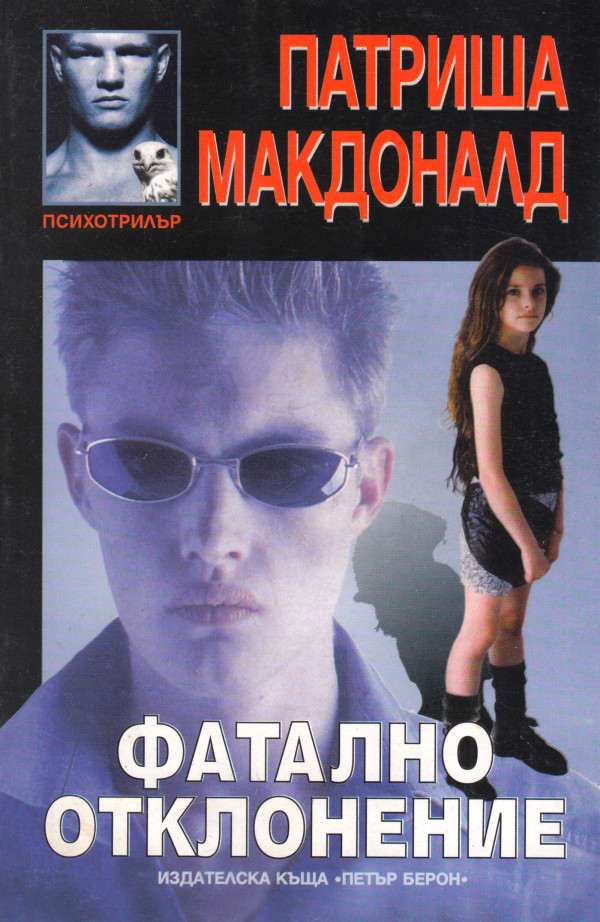 ПАТРИША
МАКДОНАЛД
ПСИХОТРИЛЪР
ФАТАЛНО
ОТКЛОНЕНИЕ
ИЗДАТЕЛСКА КЪЩА •ПЕТЪР БЕРОН•